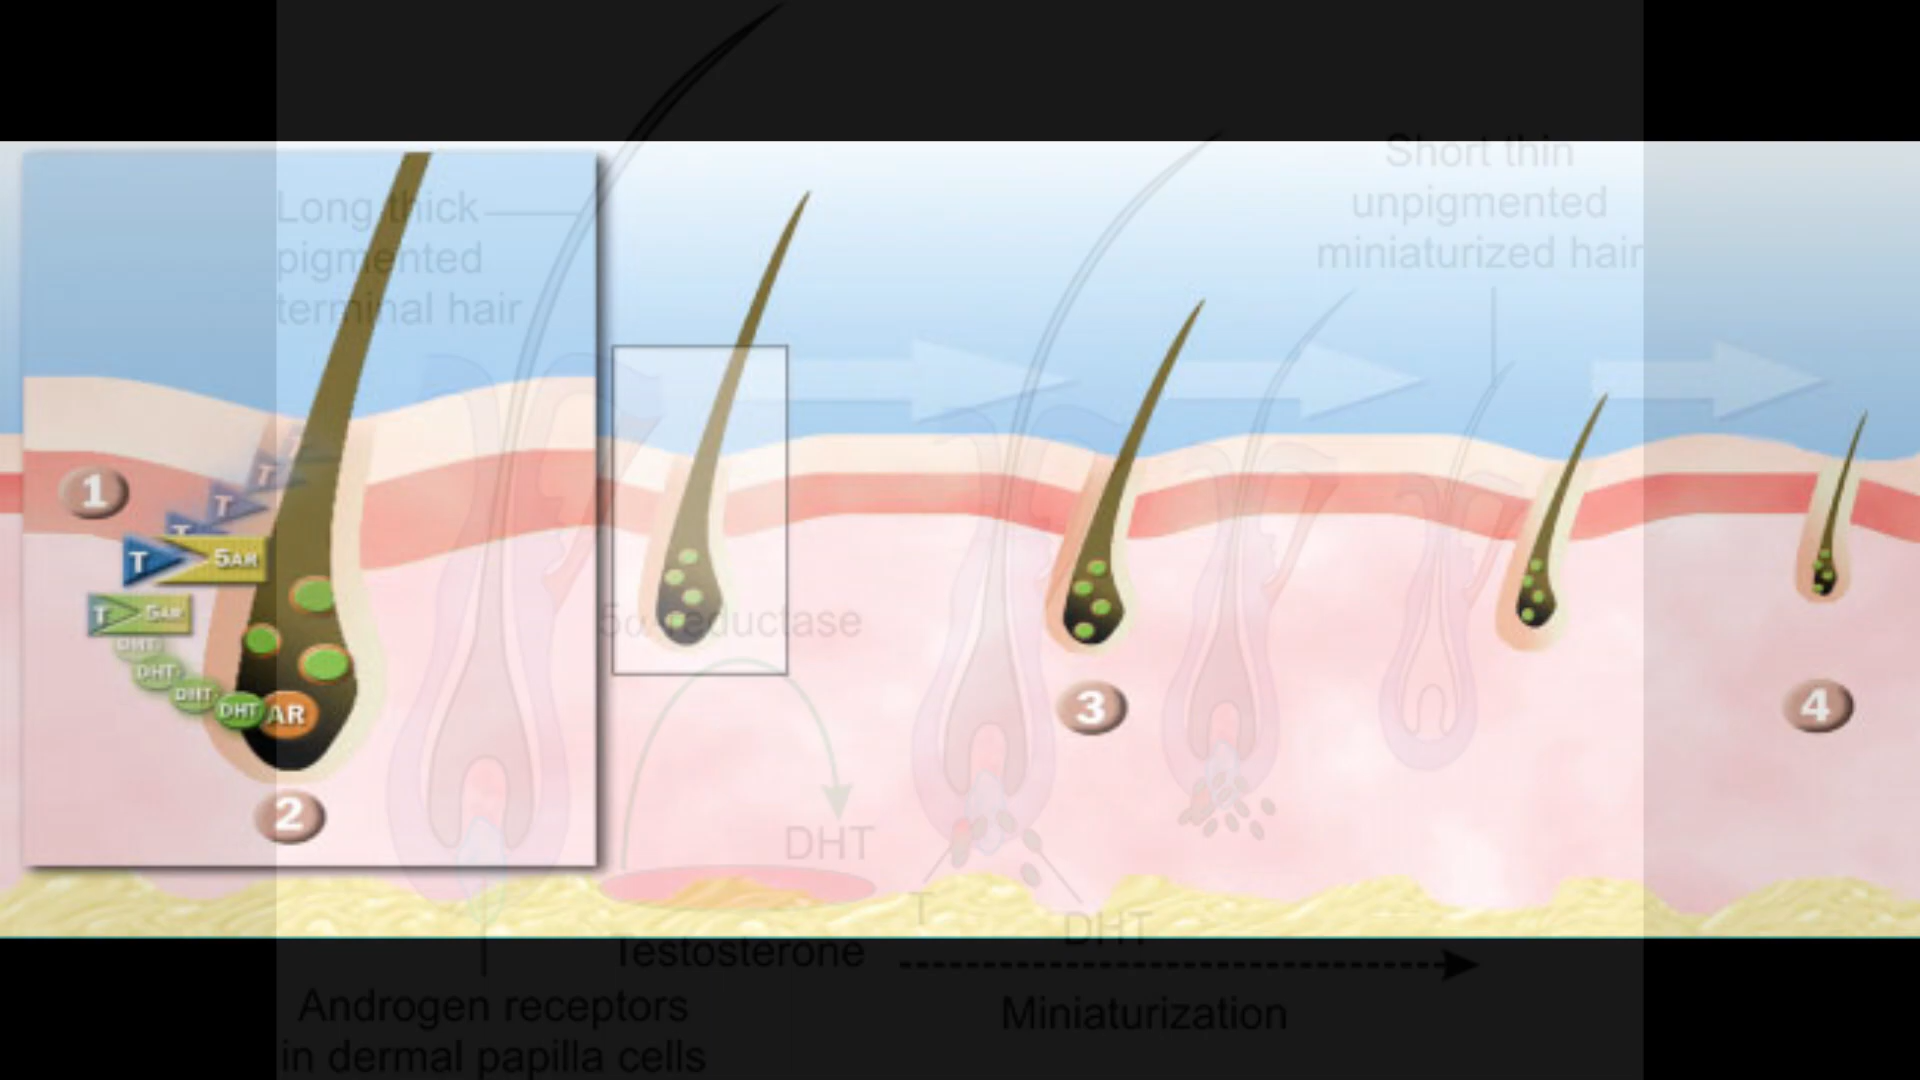 Short thin
unpigmented
miniaturized hair
Long thick
pigmented
terminal hair
1
T
T
T
T
T
5AR
T
5AR
DHT
DHT
DHT
DHT
AR
2
5α-reductase
3
4
DHT
T
DHT
Testosterone
Androgen receptors
in dermal papilla cells
Miniaturization